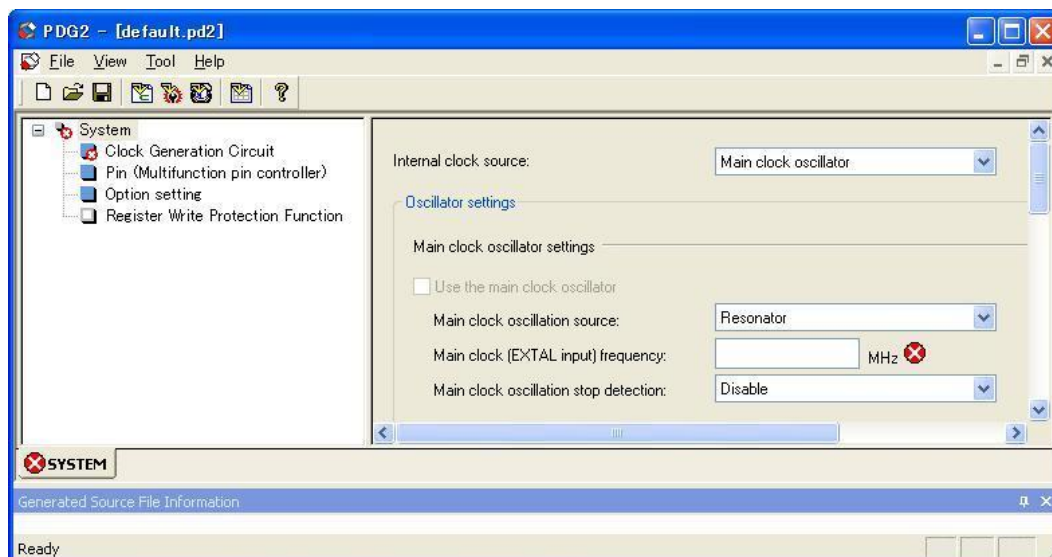 PDG2 - [default.pd2]
File View Tool Help
System
Clock Generation Circuit
Pin (Multifunction pin controller)
Option setting
Register Write Protection Function
Internal clock source: Main clock oscillator
Oscillator settings
Main clock oscillator settings
Use the main clock oscillator
Main clock oscillation source: Resonator
Main clock (EXTAL input) frequency: MHz
Main clock oscillation stop detection: Disable
SYSTEM
Generated Source File Information
Ready